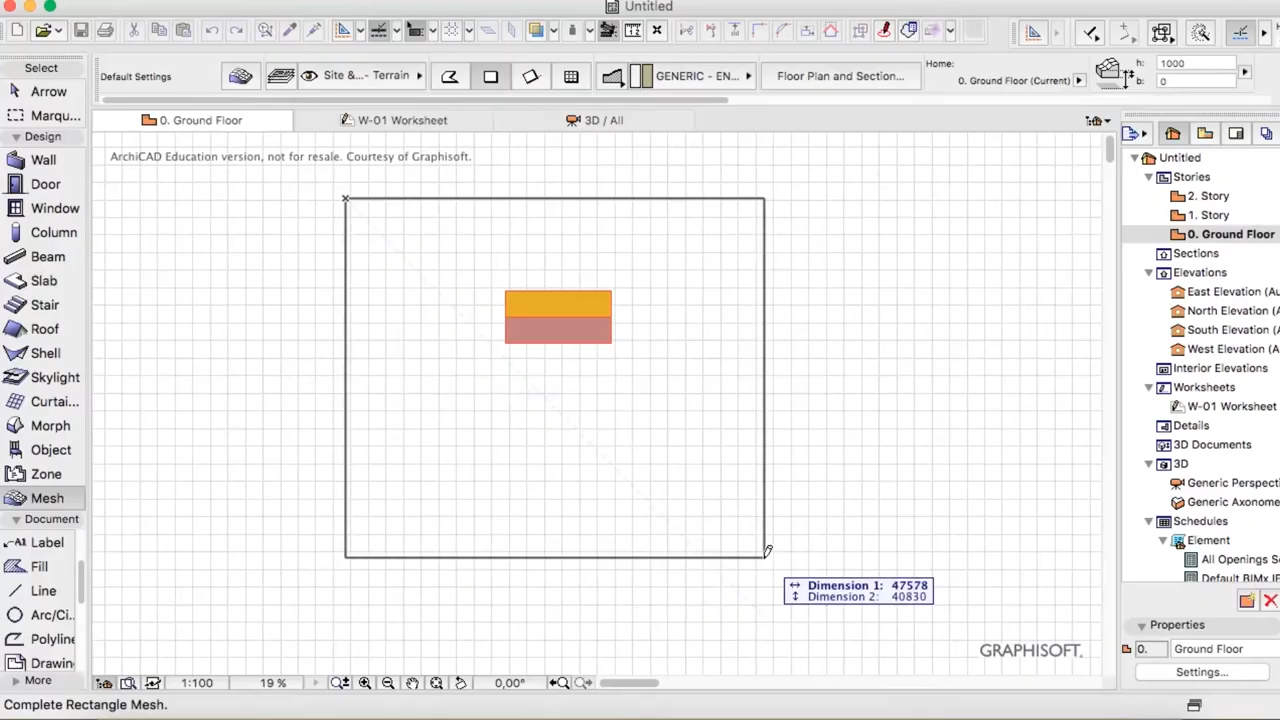 Untitled
Default Settings
Site &...- Terrain
GENERIC - EN...
Floor Plan and Section...
Home:
0. Ground Floor (Current)
h:
1000
b:
0
Select
Arrow
Marqu...
Design
Wall
Door
Window
Column
Beam
Slab
Stair
Roof
Shell
Skylight
Curtai...
Morph
Object
Zone
Mesh
Document
A1 Label
Fill
Line
Arc/Ci...
Polyline
Drawin
More
0. Ground Floor
W-01 Worksheet
3D / All
ArchiCAD Education version, not for resale. Courtesy of Graphisoft.
Dimension 1: 47578
Dimension 2: 40830
GRAPHISOFT.
Untitled
Stories
2. Story
1. Story
0. Ground Floor
Sections
Elevations
East Elevation (Au
North Elevation (
South Elevation (
West Elevation (A
Interior Elevations
Worksheets
W-01 Worksheet
Details
3D Documents
3D
Generic Perspecti
Generic Axonome
Schedules
Element
All Openings Sc
Default BIMx IF
Properties
0.
Ground Floor
Settings...
1:100
19 %
0,00°
Complete Rectangle Mesh.